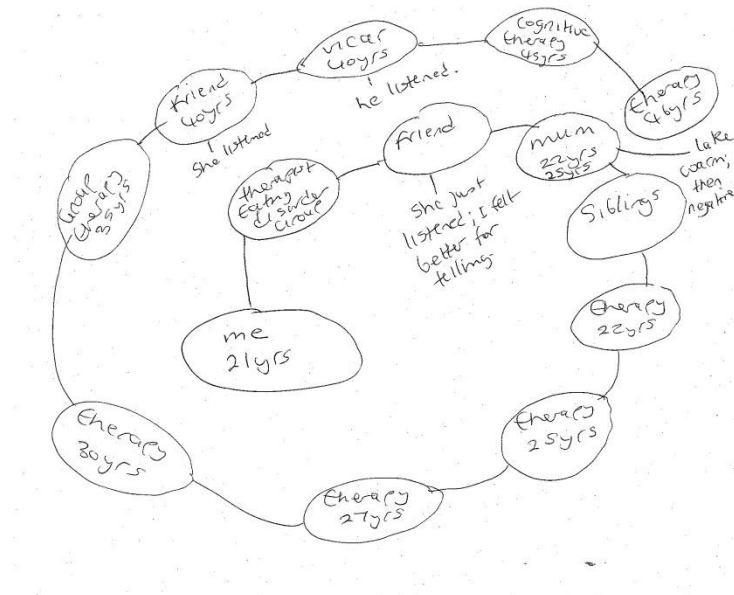 me
21yrs
therapist
Eating
disorder
Group
friend
she just
listened; I felt
better for
telling.
mum
22yrs
25yrs
lake
warm;
then
negative
Siblings
therapy
22yrs
therapy
25yrs
therapy
27yrs
therapy
30yrs
Group
therapy
35yrs
friend
40yrs
she listened
vicar
40yrs
he listened.
cognitive
therapy
45yrs
therapy
46yrs